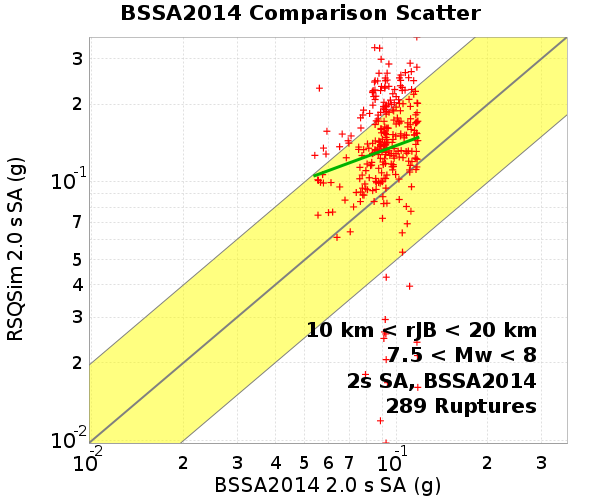 BSSA2014 Comparison Scatter
RSQSim 2.0 s SA (g)
3
2
10-1
7
5
4
3
2
10-2
10 km < rJB < 20 km
7.5 < Mw < 8
2s SA, BSSA2014
289 Ruptures
10-2 2 3 4 5 6 7 10-1 2 3
BSSA2014 2.0 s SA (g)